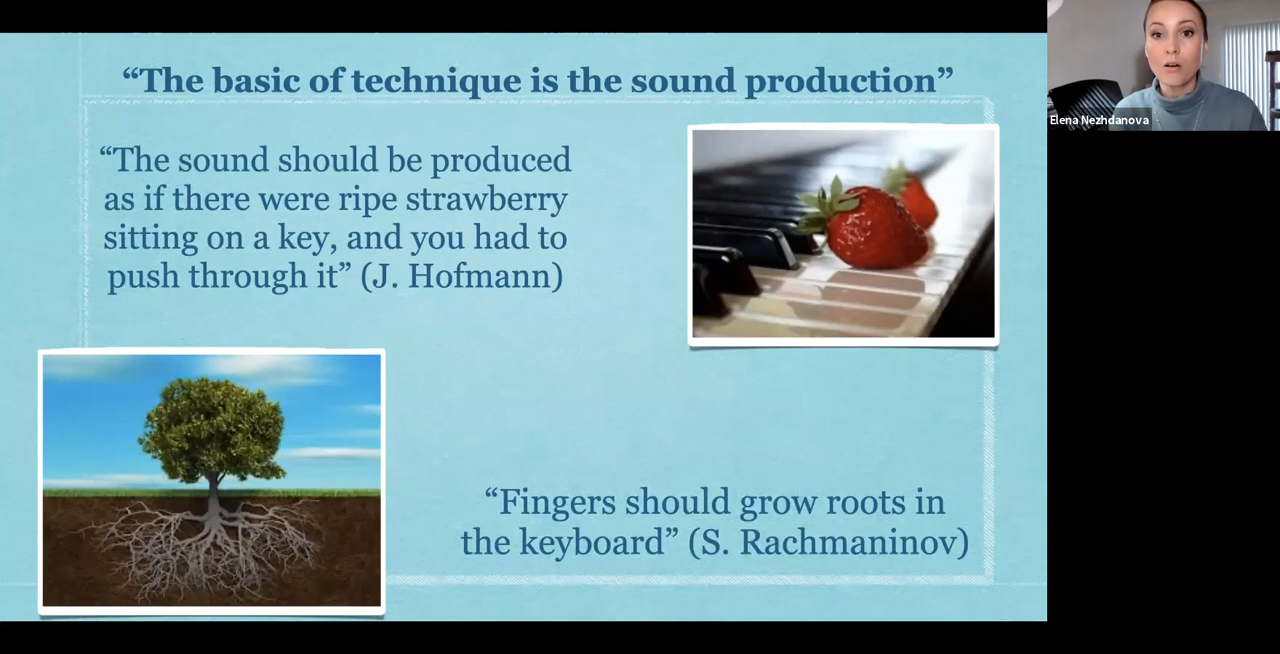 “The basic of technique is the sound production”
“The sound should be produced
as if there were ripe strawberry
sitting on a key, and you had to
push through it” (J. Hofmann)
“Fingers should grow roots in
the keyboard” (S. Rachmaninov)
Elena Nezhdanova